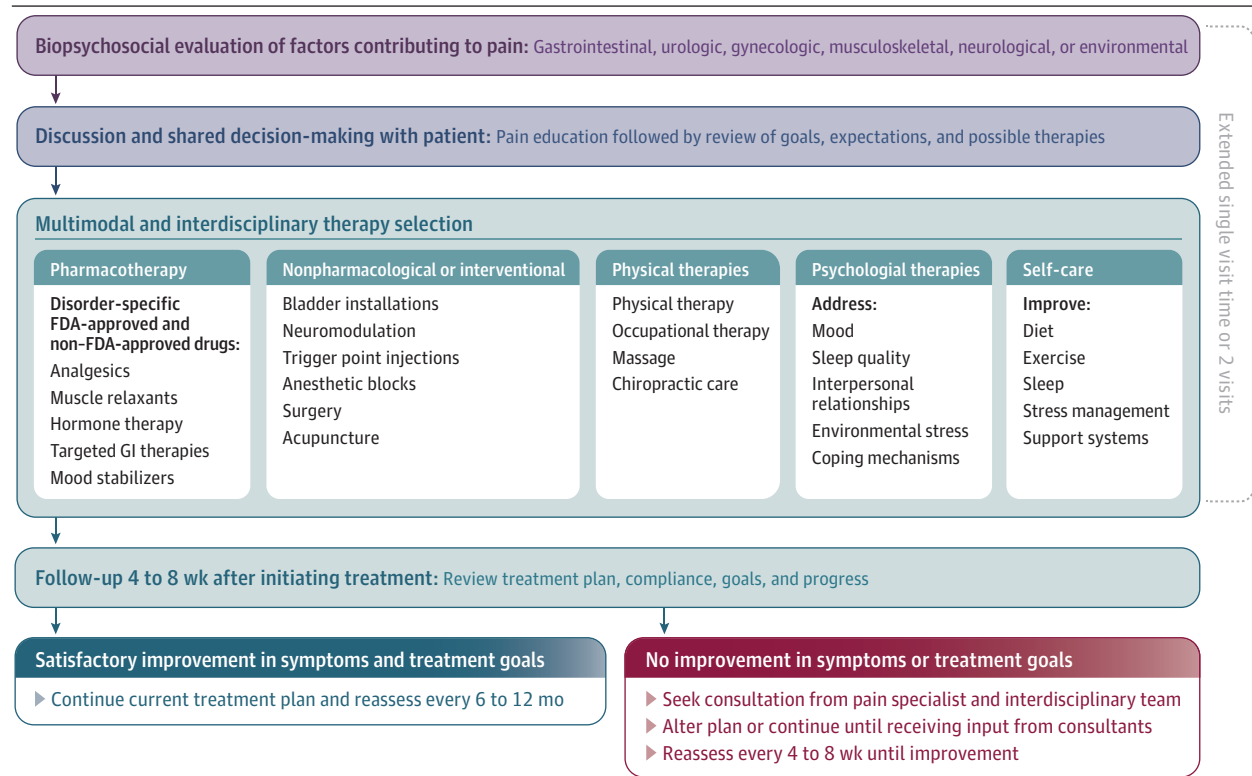 Biopsychosocial evaluation of factors contributing to pain: Gastrointestinal, urologic, gynecologic, musculoskeletal, neurological, or environmental
Discussion and shared decision-making with patient: Pain education followed by review of goals, expectations, and possible therapies
Multimodal and interdisciplinary therapy selection
Pharmacotherapy
Disorder-specific
FDA-approved and
non-FDA-approved drugs:
Analgesics
Muscle relaxants
Hormone therapy
Targeted GI therapies
Mood stabilizers
Nonpharmacological or interventional
Bladder installations
Neuromodulation
Trigger point injections
Anesthetic blocks
Surgery
Acupuncture
Physical therapies
Physical therapy
Occupational therapy
Massage
Chiropractic care
Psychologial therapies
Address:
Mood
Sleep quality
Interpersonal
relationships
Environmental stress
Coping mechanisms
Self-care
Improve:
Diet
Exercise
Sleep
Stress management
Support systems
Extended single visit time or 2 visits
Follow-up 4 to 8 wk after initiating treatment: Review treatment plan, compliance, goals, and progress
Satisfactory improvement in symptoms and treatment goals
Continue current treatment plan and reassess every 6 to 12 mo
No improvement in symptoms or treatment goals
Seek consultation from pain specialist and interdisciplinary team
Alter plan or continue until receiving input from consultants
Reassess every 4 to 8 wk until improvement